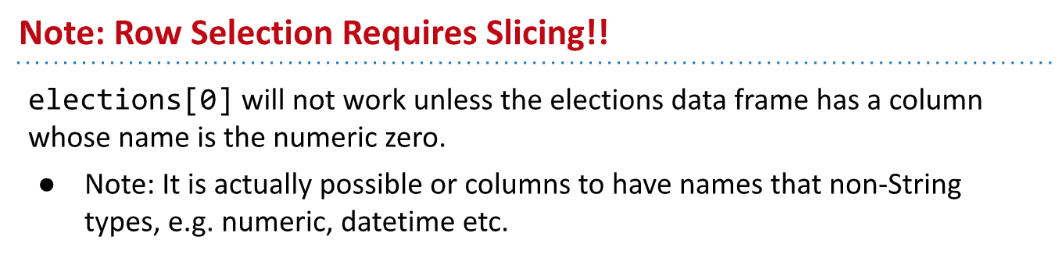 Note: Row Selection Requires Slicing!!
elections[0] will not work unless the elections data frame has a column
whose name is the numeric zero.
● Note: It is actually possible or columns to have names that non-String
types, e.g. numeric, datetime etc.